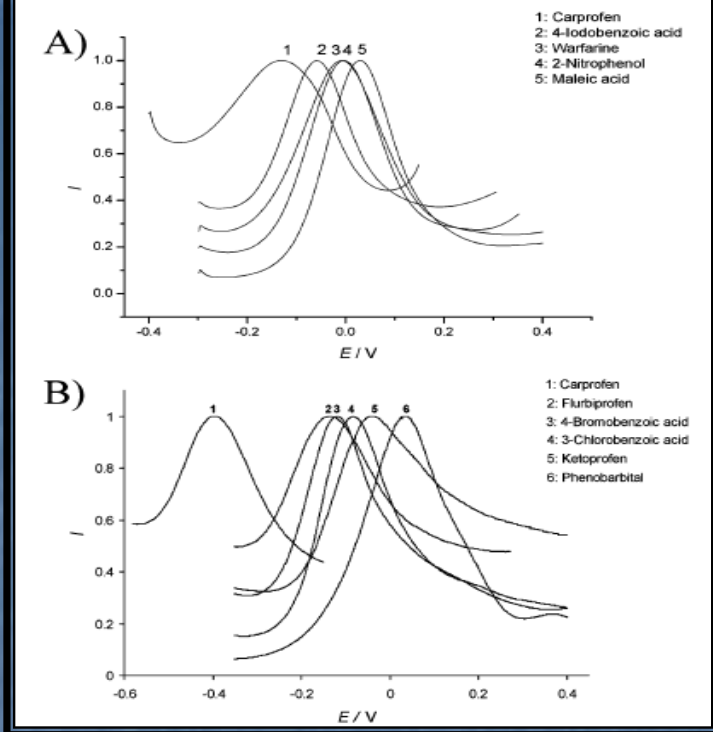 A)
1: Carprofen
2: 4-Iodobenzoic acid
3: Warfarine
4: 2-Nitrophenol
5: Maleic acid
1 2 3 4 5
1.0
0.8
0.6
0.4
0.2
0.0
I
-0.4 -0.2 0.0 0.2 0.4
E / V
B)
1: Carprofen
2: Flurbiprofen
3: 4-Bromobenzoic acid
4: 3-Chlorobenzoic acid
5: Ketoprofen
6: Phenobarbital
1 2 3 4 5 6
1
0.8
0.6
0.4
0.2
0
I
-0.6 -0.4 -0.2 0 0.2 0.4
E / V